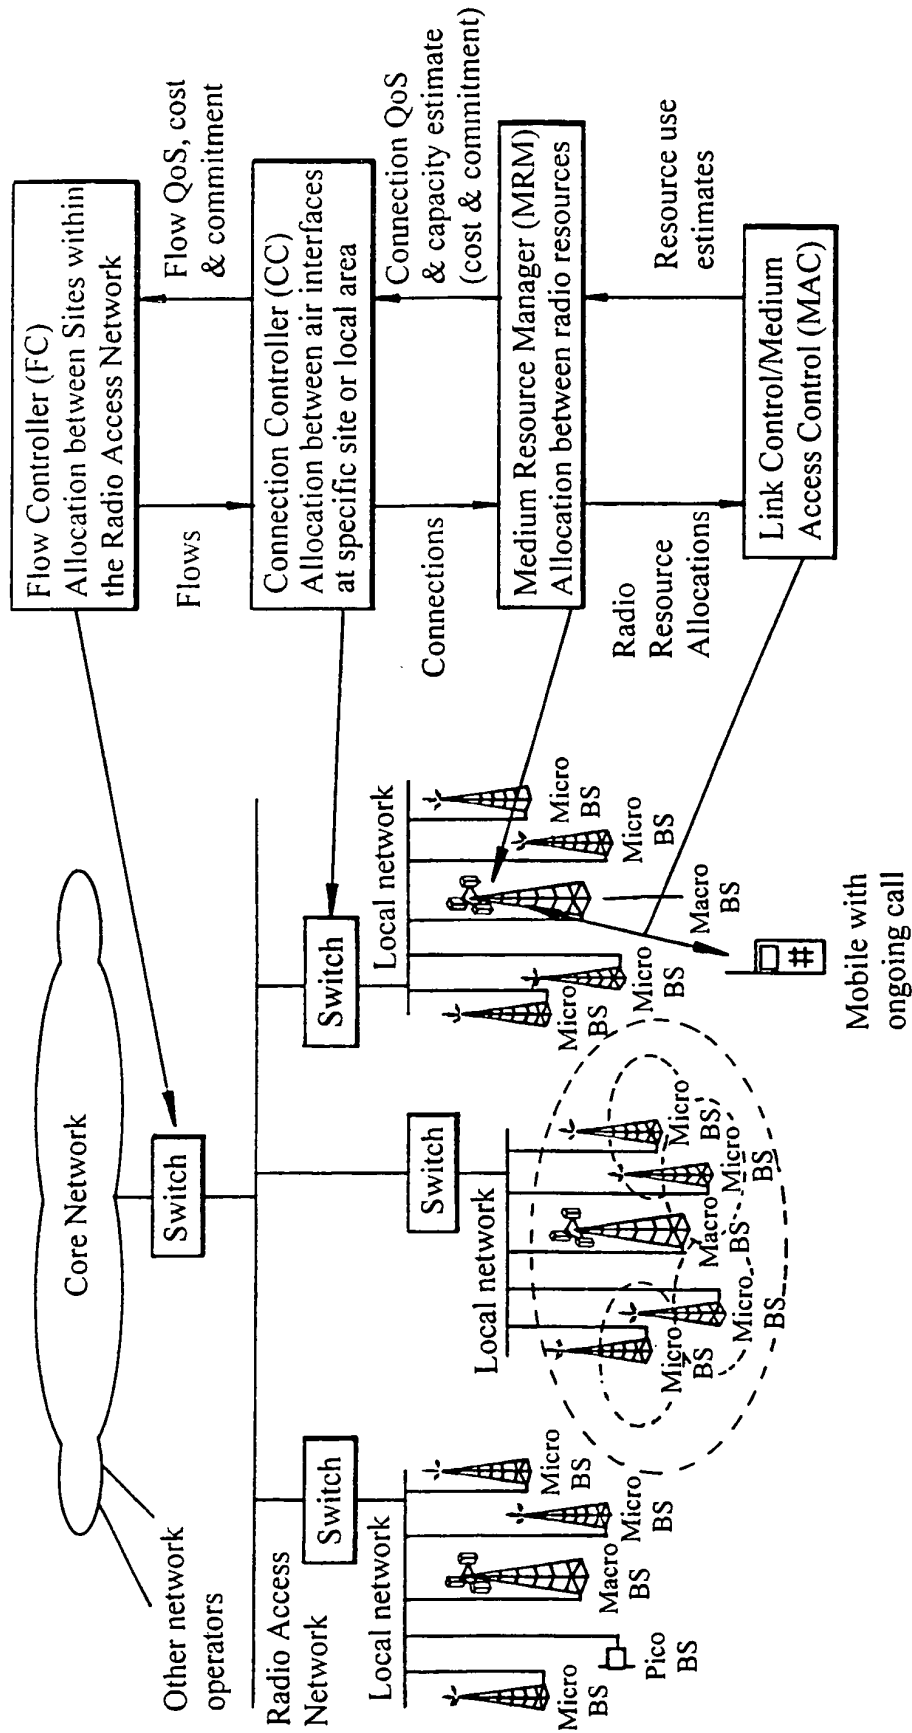 Core Network
Other network
operators
Switch
Radio Access
Network
Switch
Local network
Micro
BS
Pico
BS
Macro
BS
Micro
BS
Micro
BS
Switch
Local network
Micro
BS
Micro
BS
Macro
BS
Micro
BS
Micro
BS
Switch
Local network
Micro
BS
Micro
BS
Macro
BS
Micro
BS
Micro
BS
#
Mobile with
ongoing call
Flow Controller (FC)
Allocation between Sites within
the Radio Access Network
Flows
Flow QoS, cost
& commitment
Connection Controller (CC)
Allocation between air interfaces
at specific site or local area
Connections
Connection QoS
& capacity estimate
(cost & commitment)
Medium Resource Manager (MRM)
Allocation between radio resources
Radio
Resource
Allocations
Resource use
estimates
Link Control/Medium
Access Control (MAC)